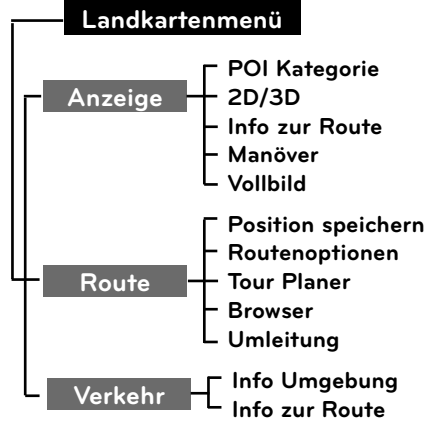 Landkartenmenü
Anzeige
POI Kategorie
2D/3D
Info zur Route
Manöver
Vollbild
Route
Position speichern
Routenoptionen
Tour Planer
Browser
Umleitung
Verkehr
Info Umgebung
Info zur Route